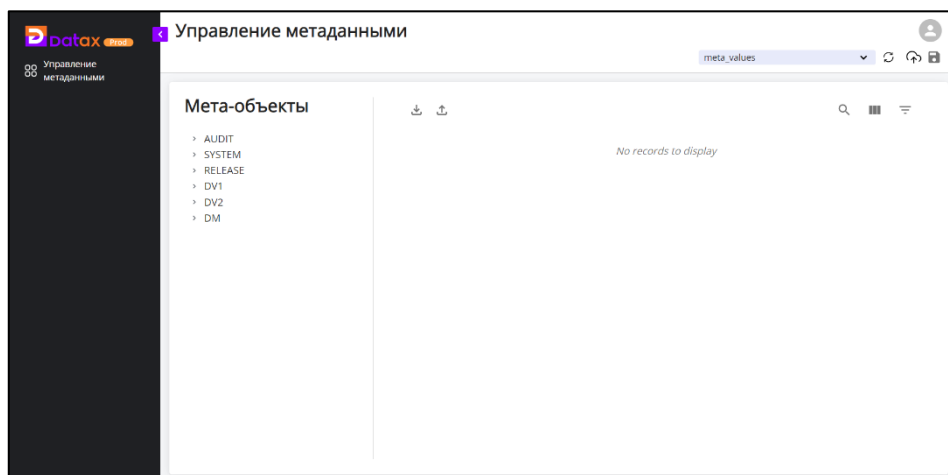 Datax Prod
Управление метаданными
Управление
метаданными
meta_values
Мета-объекты
AUDIT
SYSTEM
RELEASE
DV1
DV2
DM
No records to display